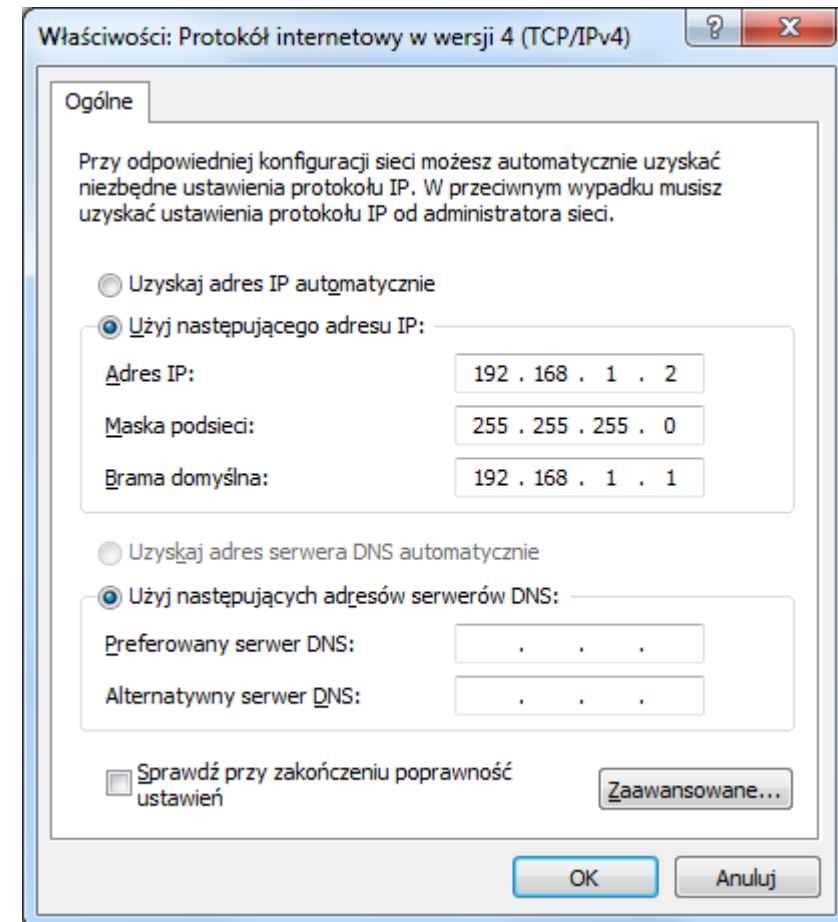 Właściwości: Protokół internetowy w wersji 4 (TCP/IPv4)
Ogólne
Przy odpowiedniej konfiguracji sieci możesz automatycznie uzyskać
niezbędne ustawienia protokołu IP. W przeciwnym wypadku musisz
uzyskać ustawienia protokołu IP od administratora sieci.
Uzyskaj adres IP automatycznie
Użyj następującego adresu IP:
Adres IP: 192 . 168 . 1 . 2
Maska podsieci: 255 . 255 . 255 . 0
Brama domyślna: 192 . 168 . 1 . 1
Uzyskaj adres serwera DNS automatycznie
Użyj następujących adresów serwerów DNS:
Preferowany serwer DNS: . . .
Alternatywny serwer DNS: . . .
Sprawdź przy zakończeniu poprawność
ustawień
Zaawansowane...
OK Anuluj